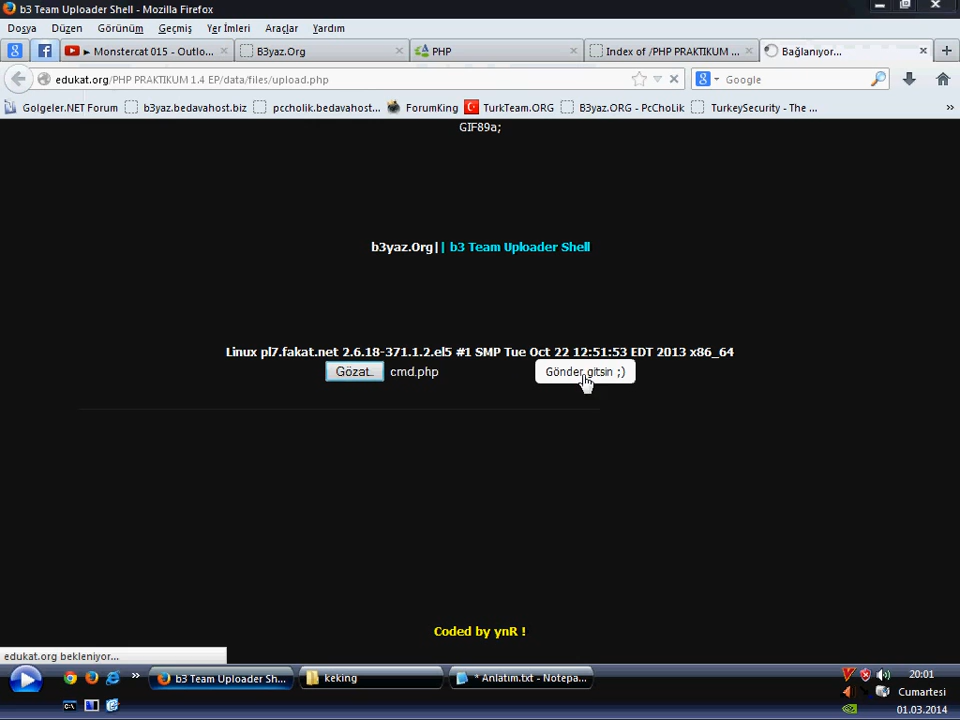 b3 Team Uploader Shell - Mozilla Firefox
Dosya Düzen Görünüm Geçmiş Yer İmleri Araçlar Yardım
► Monstercat 015 - Outlo... B3yaz.Org PHP Index of /PHP PRAKTIKUM ... Bağlanıyor...
edukat.org/PHP PRAKTIKUM 1.4 EP/data/files/upload.php Google
Golgeler.NET Forum b3yaz.bedavahost.biz pccholik.bedavahost... ForumKing TurkTeam.ORG B3yaz.ORG - PcChoLik TurkeySecurity - The ... »
GIF89a;
b3yaz.Org|| b3 Team Uploader Shell
Linux pl7.fakat.net 2.6.18-371.1.2.el5 #1 SMP Tue Oct 22 12:51:53 EDT 2013 x86_64
Gözat.. cmd.php Gönder gitsin ;)
Coded by ynR !
edukat.org bekleniyor...
» b3 Team Uploader Sh... keking * Anlatım.txt - Notepa... 20:01
Cumartesi
01.03.2014